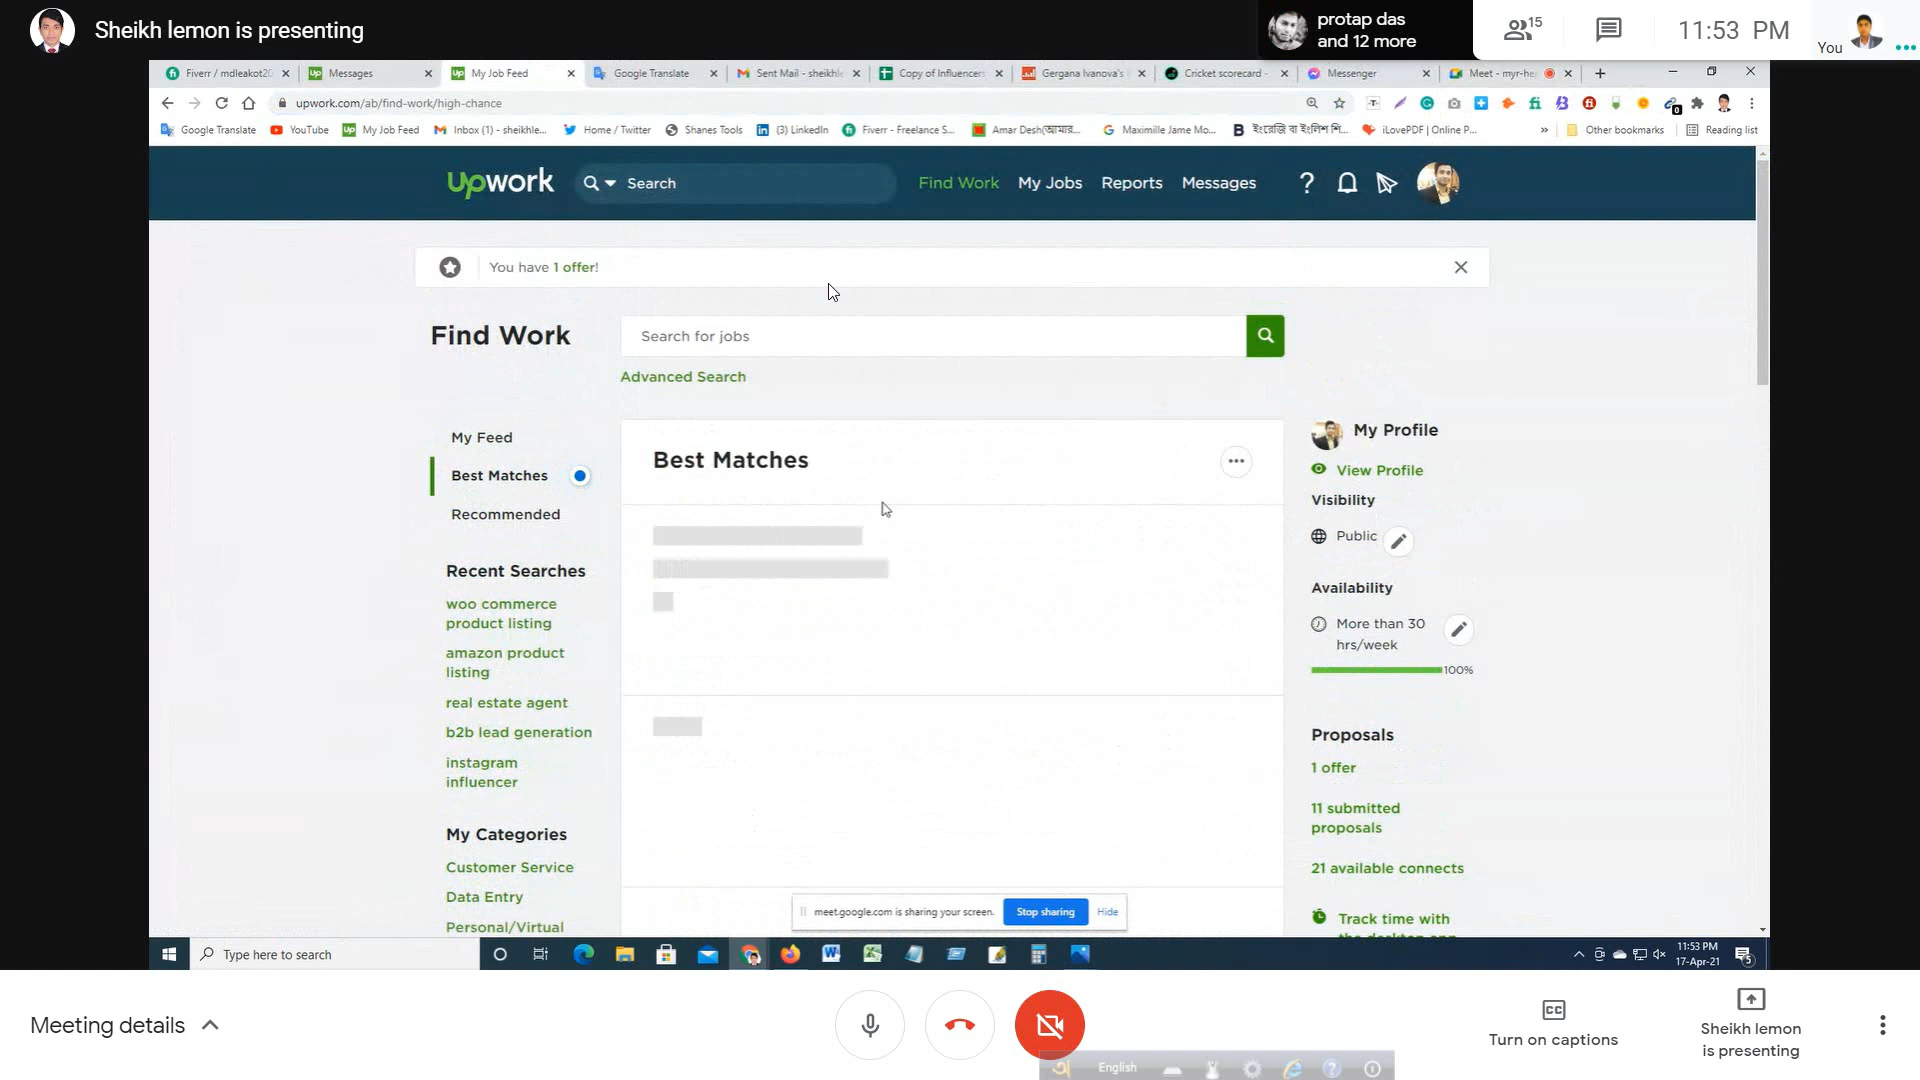 Sheikh lemon is presenting
protap das
and 12 more
15
11:53 PM
You
Fiverr / mdleakot20
Messages
My Job Feed
Google Translate
Sent Mail - sheikhle
Copy of Influencers
Gergana Ivanova's
Cricket scorecard -
Messenger
Meet - myr-he
upwork.com/ab/find-work/high-chance
Google Translate
YouTube
My Job Feed
Inbox (1) - sheikhle...
Home / Twitter
Shanes Tools
(3) LinkedIn
Fiverr - Freelance S...
Amar Desh(আমার...
Maximille Jame Mo...
ইংরেজি বা ইংলিশ শি...
iLovePDF | Online P...
Other bookmarks
Reading list
upwork
Search
Find Work
My Jobs
Reports
Messages
You have 1 offer!
Find Work
Search for jobs
Advanced Search
My Feed
Best Matches
Recommended
Recent Searches
woo commerce
product listing
amazon product
listing
real estate agent
b2b lead generation
instagram
influencer
My Categories
Customer Service
Data Entry
Personal/Virtual
Best Matches
My Profile
View Profile
Visibility
Public
Availability
More than 30
hrs/week
100%
Proposals
1 offer
11 submitted
proposals
21 available connects
Track time with
meet.google.com is sharing your screen.
Stop sharing
Hide
Type here to search
11:53 PM
17-Apr-21
5
Meeting details
Turn on captions
Sheikh lemon
is presenting
English